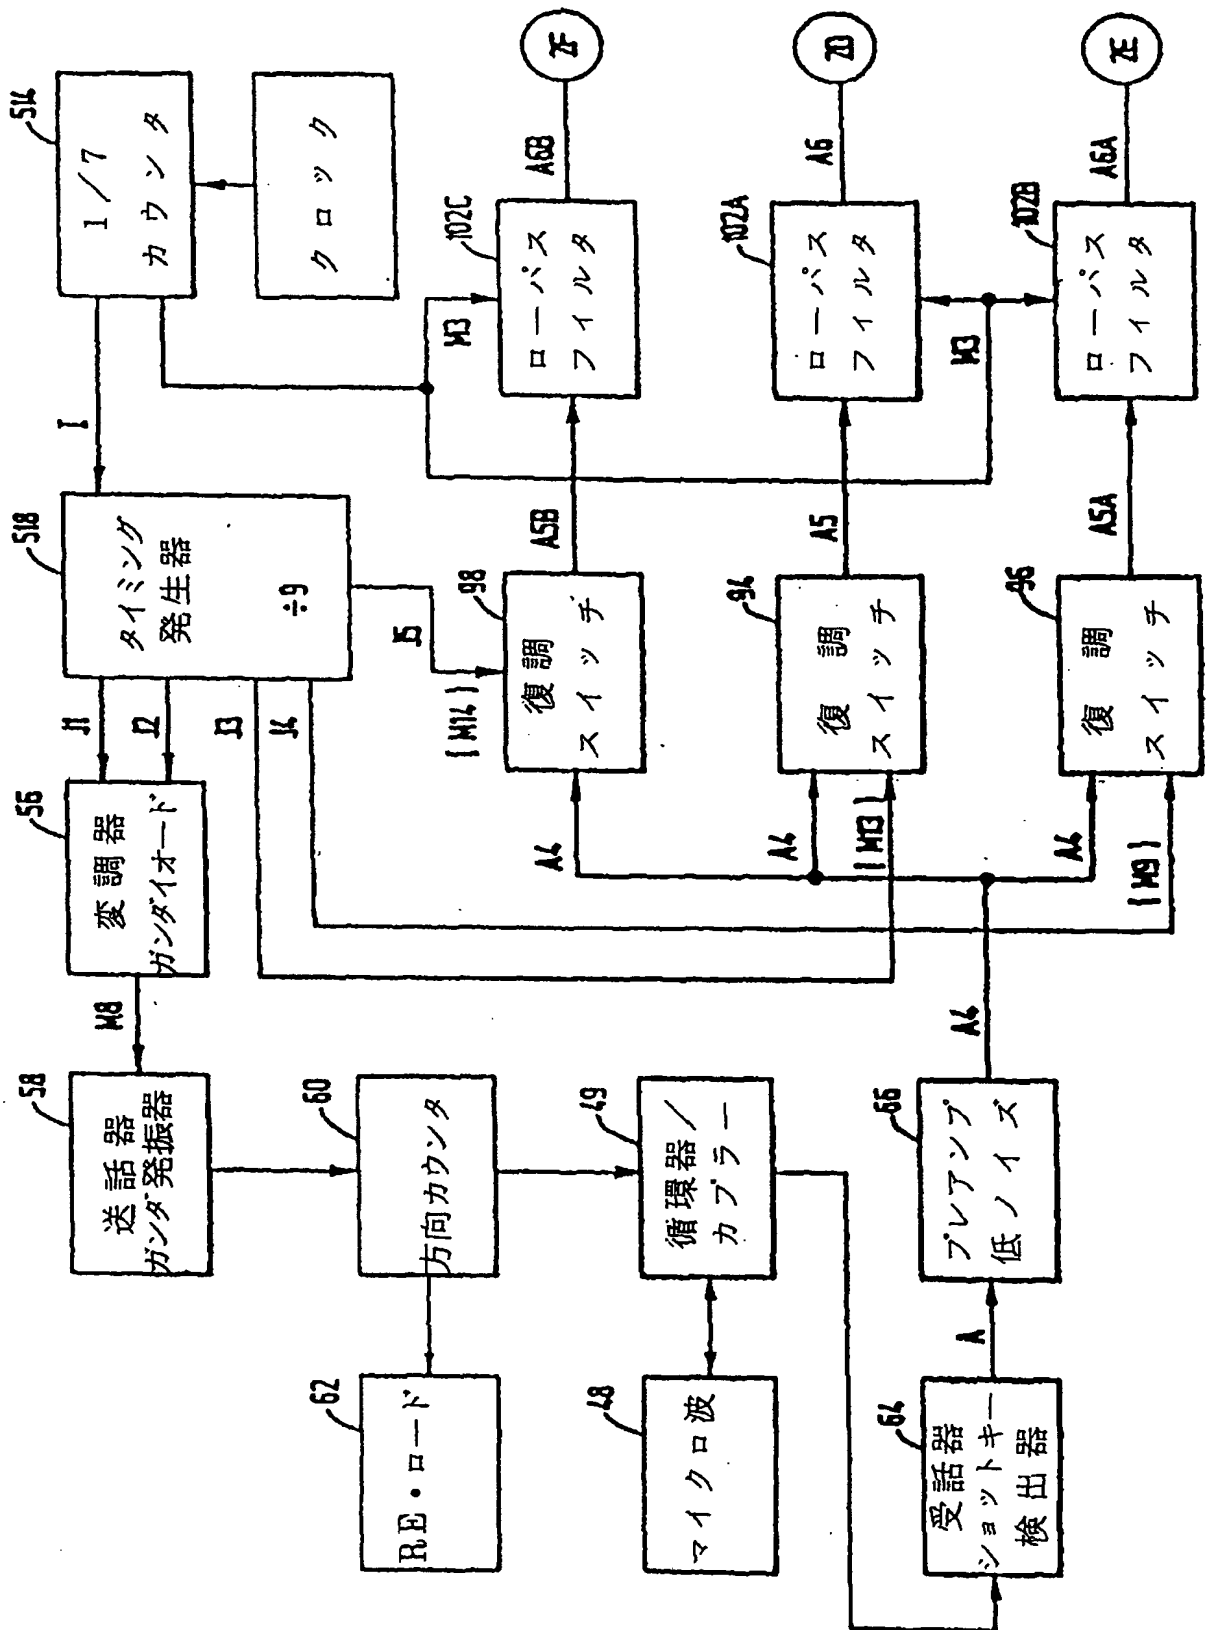 514
1/7
カウンタ
クロック
I
518
タイミング
発生器
÷9
J1
J2
J3
J4
J5
56
変調器
ガンダイオード
M8
58
送話器
ガンダ発振器
60
方向カウンタ
62
RE・ロード
49
循環器/
カプラー
48
マイクロ波
64
受話器
ショットキー
検出器
A
66
プレアンプ
低ノイズ
A4
A4
A4
A4
{M14}
{M13}
{M9}
98
復調
スイッチ
94
復調
スイッチ
96
復調
スイッチ
A5B
A5
A5A
M3
M3
102C
ローパス
フィルタ
102A
ローパス
フィルタ
102B
ローパス
フィルタ
A6B
A6
A6A
2F
2D
2E